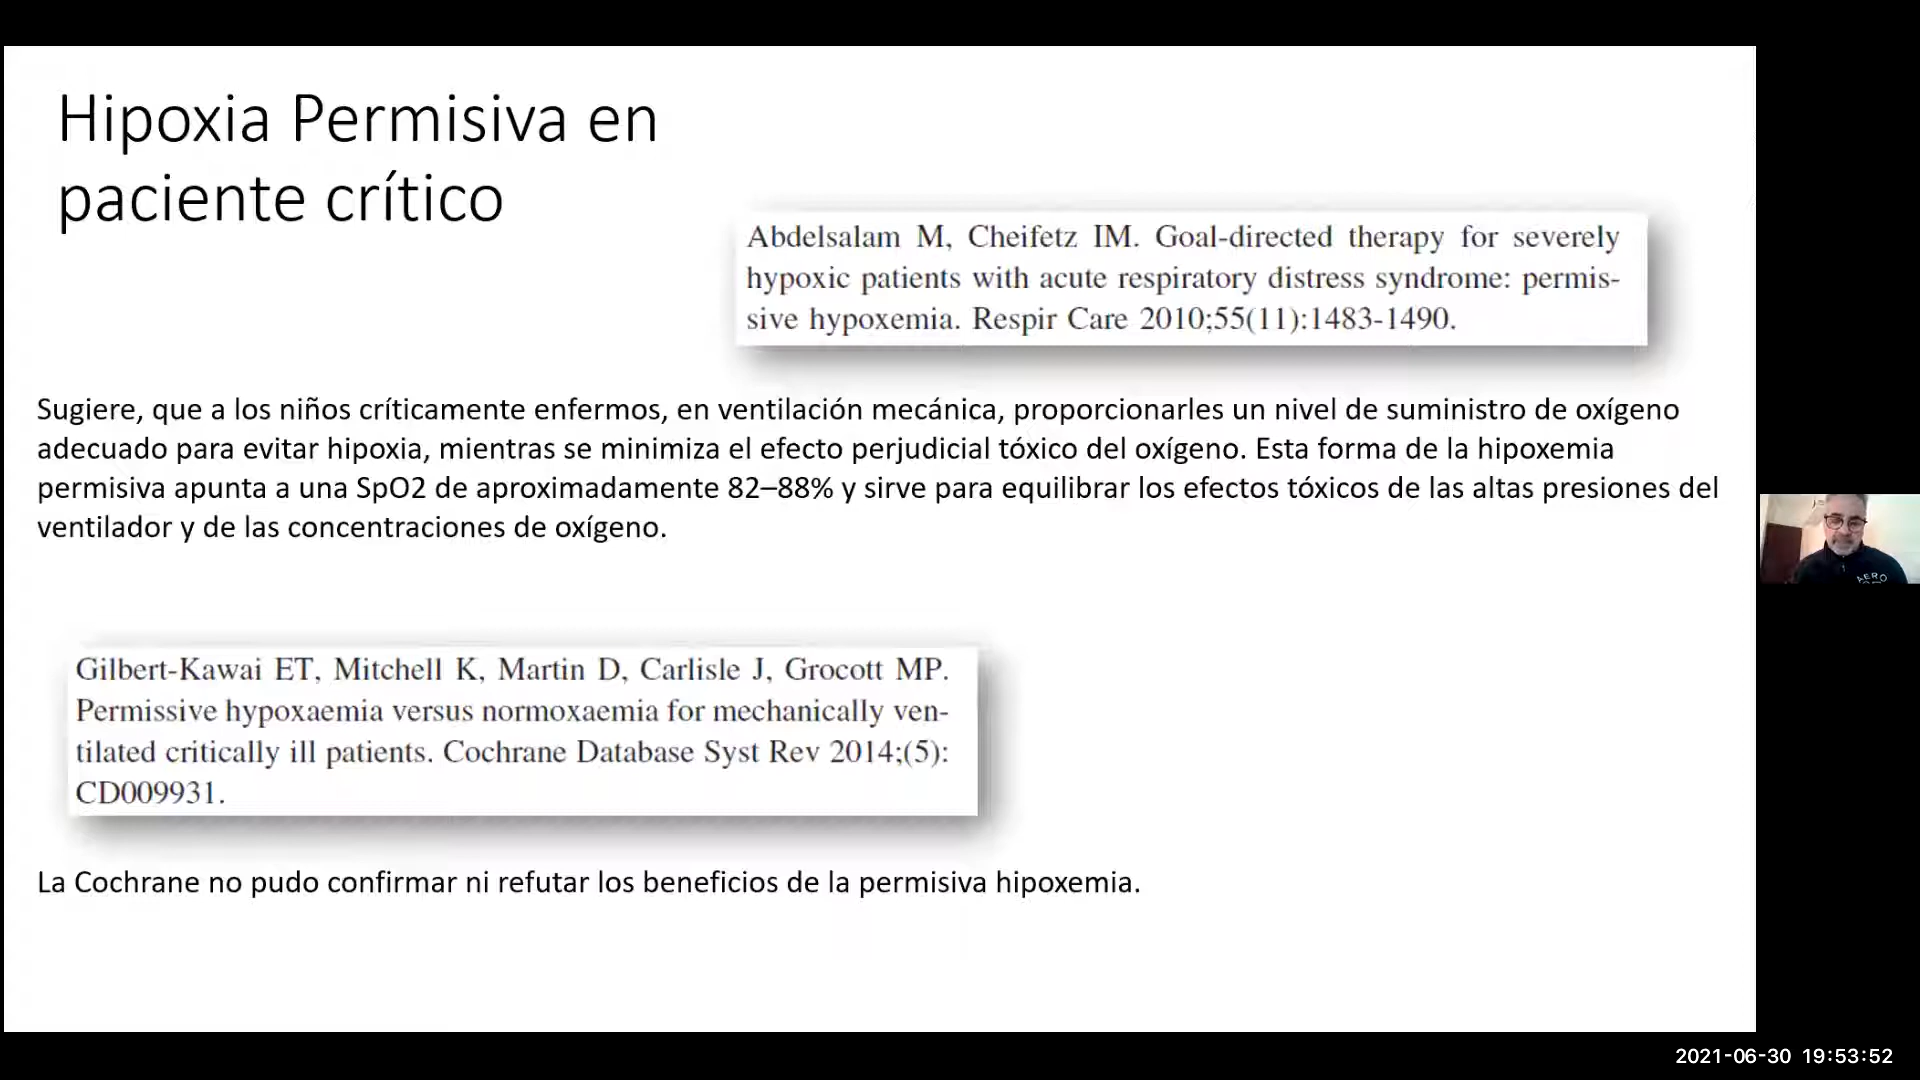 Hipoxia Permisiva en
paciente crítico
Abdelsalam M, Cheifetz IM. Goal-directed therapy for severely
hypoxic patients with acute respiratory distress syndrome: permis-
sive hypoxemia. Respir Care 2010;55(11):1483-1490.
Sugiere, que a los niños críticamente enfermos, en ventilación mecánica, proporcionarles un nivel de suministro de oxígeno
adecuado para evitar hipoxia, mientras se minimiza el efecto perjudicial tóxico del oxígeno. Esta forma de la hipoxemia
permisiva apunta a una SpO2 de aproximadamente 82–88% y sirve para equilibrar los efectos tóxicos de las altas presiones del
ventilador y de las concentraciones de oxígeno.
AERO
Gilbert-Kawai ET, Mitchell K, Martin D, Carlisle J, Grocott MP.
Permissive hypoxaemia versus normoxaemia for mechanically ven-
tilated critically ill patients. Cochrane Database Syst Rev 2014;(5):
CD009931.
La Cochrane no pudo confirmar ni refutar los beneficios de la permisiva hipoxemia.
2021-06-30 19:53:52